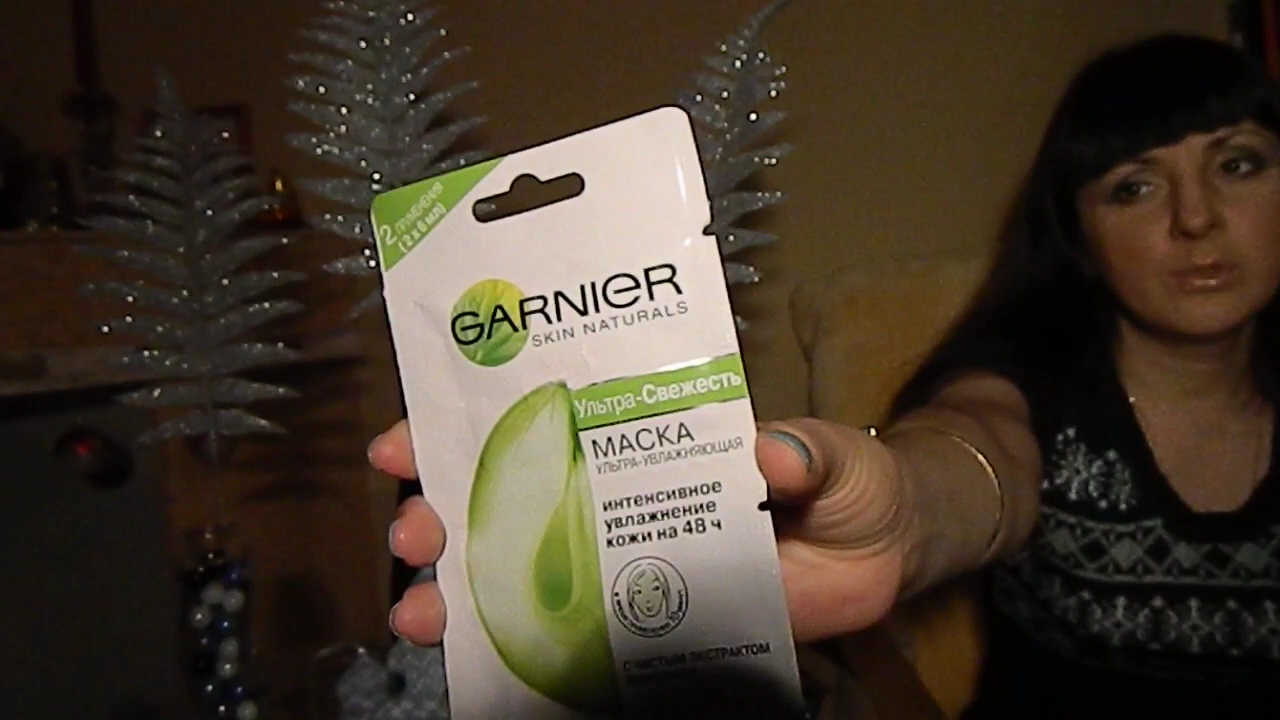 2 ПРИМЕНЕНИЯ
(2 x 6 мл)
GARNIER
SKIN NATURALS
Ультра-Свежесть
МАСКА
УЛЬТРА-УВЛАЖНЯЮЩАЯ
интенсивное
увлажнение
кожи на 48 ч
С ЧИСТЫМ ЭКСТРАКТОМ